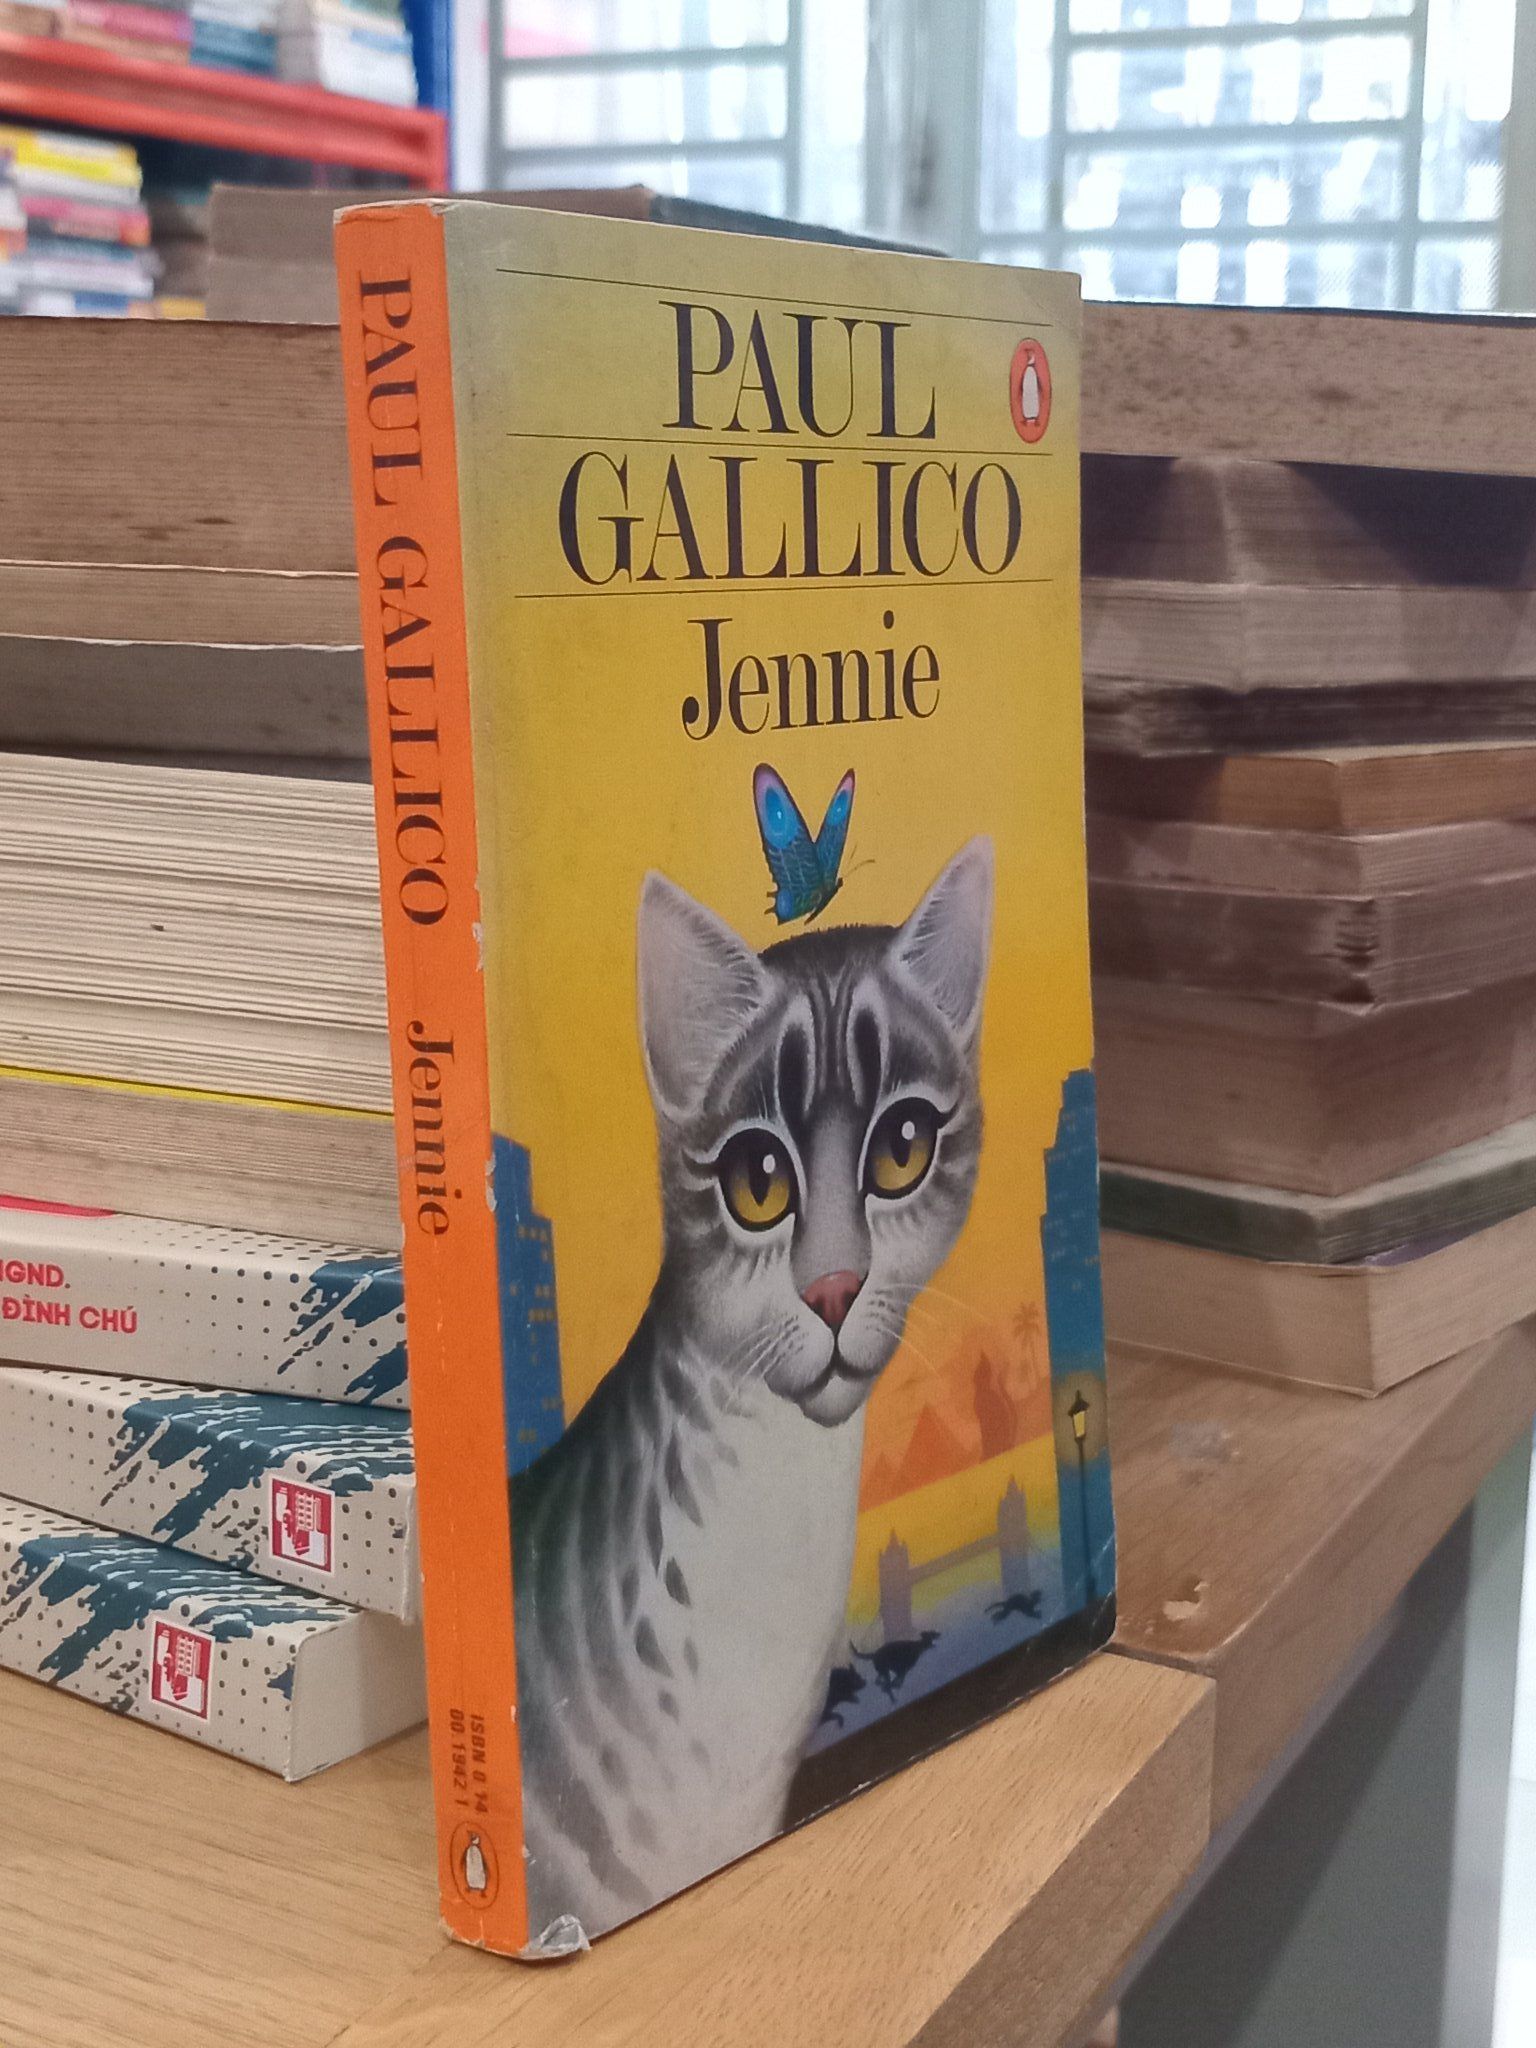 PAUL GALLICO Jennie
ISBN 0 14
00.1942 1
PAUL
GALLICO
Jennie
NGND.
ĐÌNH CHÚ